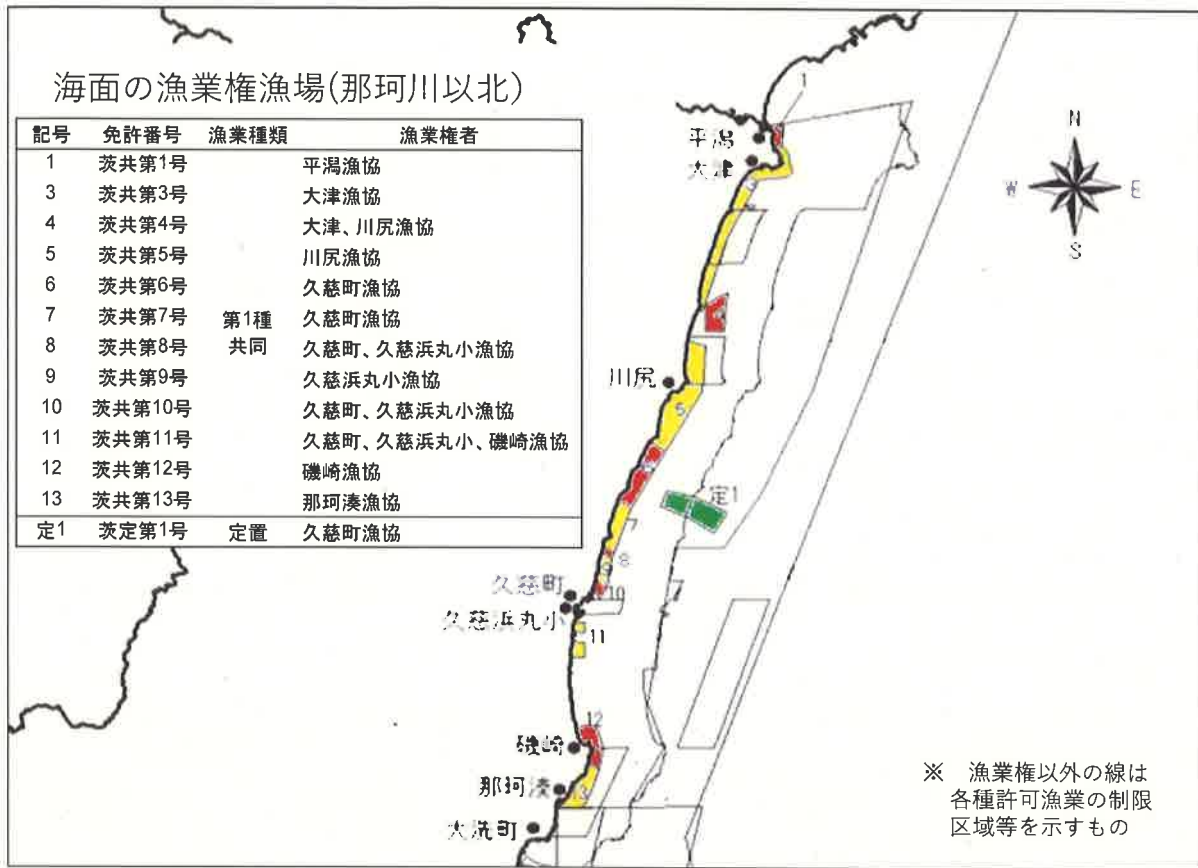 海面の漁業権漁場(那珂川以北)
記号 免許番号 漁業種類 漁業権者
1 茨共第1号 平潟漁協
3 茨共第3号 大津漁協
4 茨共第4号 大津、川尻漁協
5 茨共第5号 川尻漁協
6 茨共第6号 久慈町漁協
7 茨共第7号 第1種 久慈町漁協
8 茨共第8号 共同 久慈町、久慈浜丸小漁協
9 茨共第9号 久慈浜丸小漁協
10 茨共第10号 久慈町、久慈浜丸小漁協
11 茨共第11号 久慈町、久慈浜丸小、磯崎漁協
12 茨共第12号 磯崎漁協
13 茨共第13号 那珂湊漁協
定1 茨定第1号 定置 久慈町漁協
1
平潟
大津
3
N
W E
S
川尻
5
定1
8
9
久慈町
10
久慈浜丸小
11
12
磯崎
那珂湊
13
大洗町
※ 漁業権以外の線は
各種許可漁業の制限
区域等を示すもの